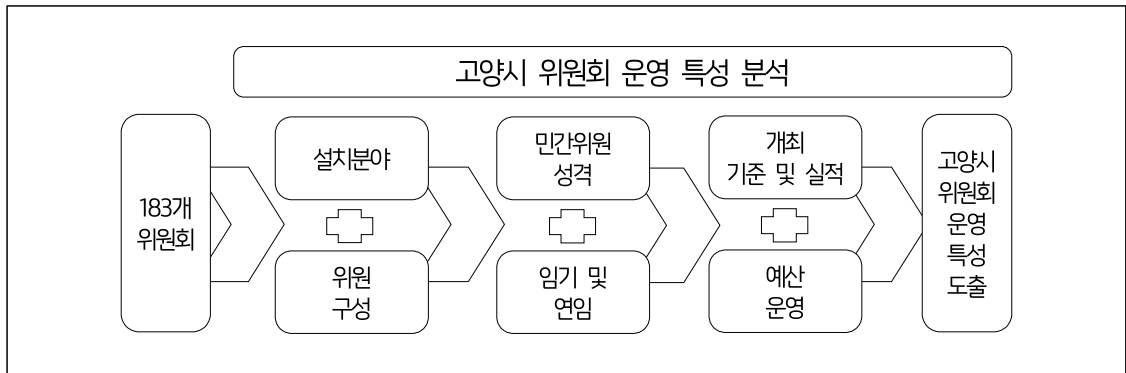 고양시 위원회 운영 특성 분석
183개
위원회
설치분야
위원
구성
민간위원
성격
임기 및
연임
개최
기준 및 실적
예산
운영
고양시
위원회
운영
특성
도출